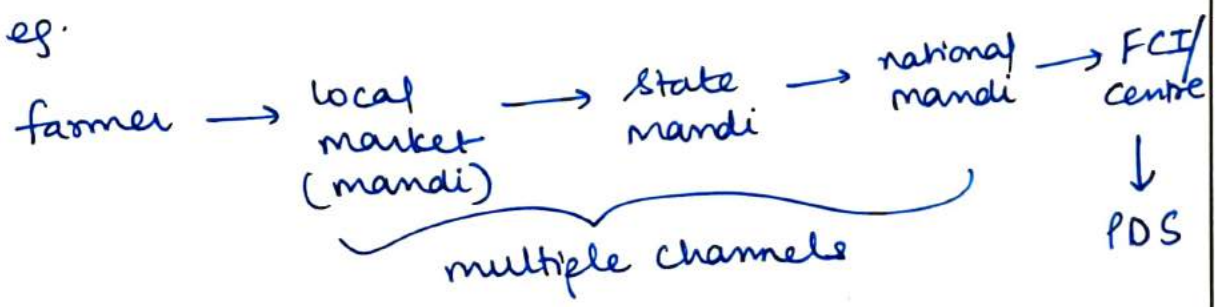 eg.
farmer → local market (mandi) → state mandi → national mandi → FCI/centre
↓
PDS
multiple channels